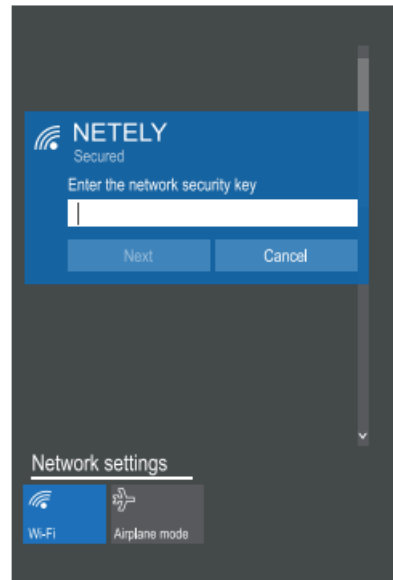 NETELY
Secured
Enter the network security key
Next
Cancel
Network settings
Wi-Fi
Airplane mode